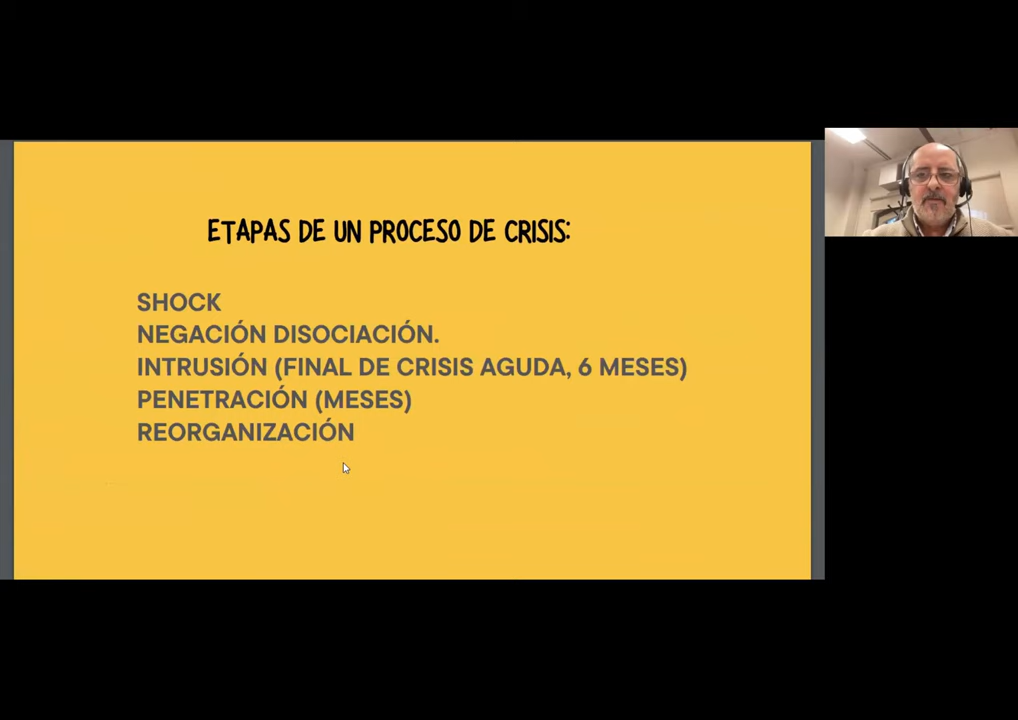 ETAPAS DE UN PROCESO DE CRISIS:
SHOCK
NEGACIÓN DISOCIACIÓN.
INTRUSIÓN (FINAL DE CRISIS AGUDA, 6 MESES)
PENETRACIÓN (MESES)
REORGANIZACIÓN